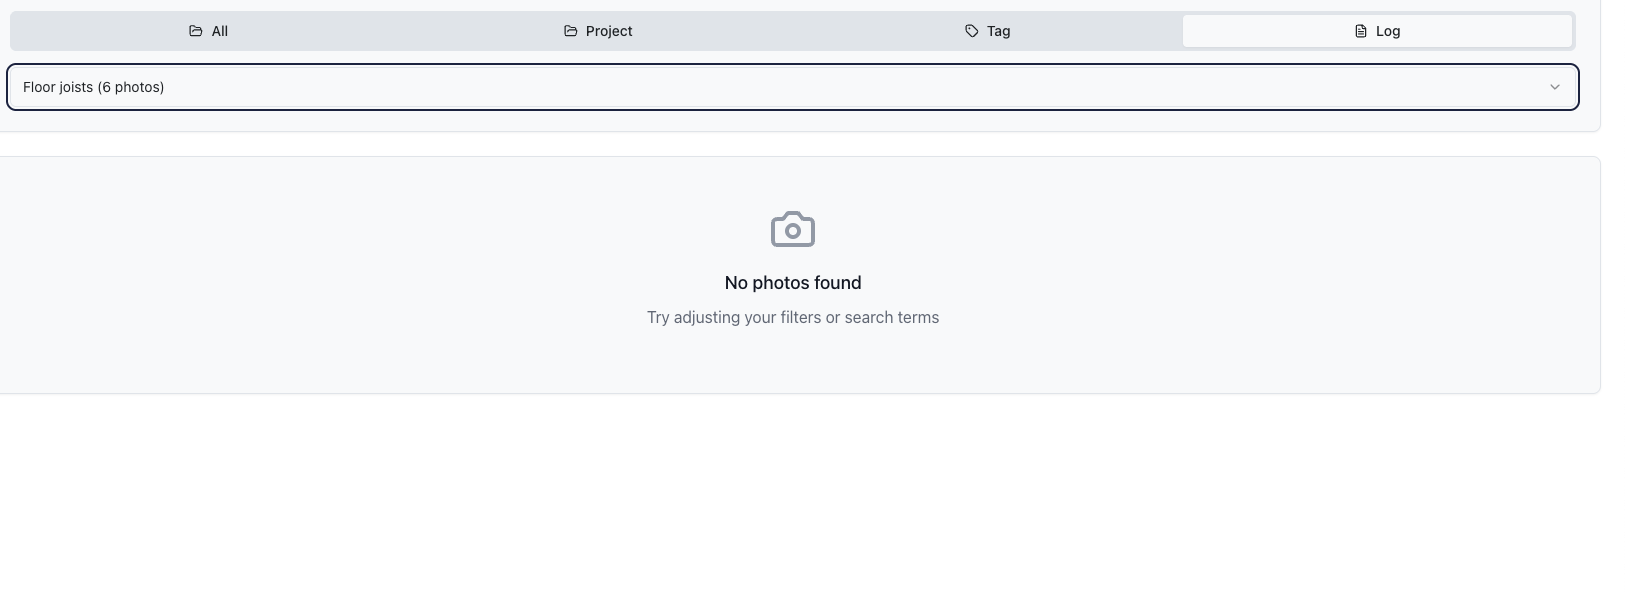 All
Project
Tag
Log
Floor joists (6 photos)
No photos found
Try adjusting your filters or search terms